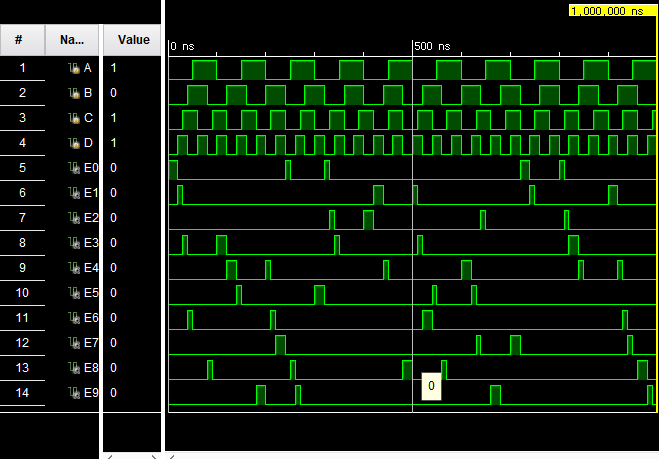 1,000,000 ns
# Na... Value
0 ns 500 ns
1 A 1
2 B 0
3 C 1
4 D 1
5 E0 0
6 E1 0
7 E2 0
8 E3 0
9 E4 0
10 E5 0
11 E6 0
12 E7 0
13 E8 0
0
14 E9 0